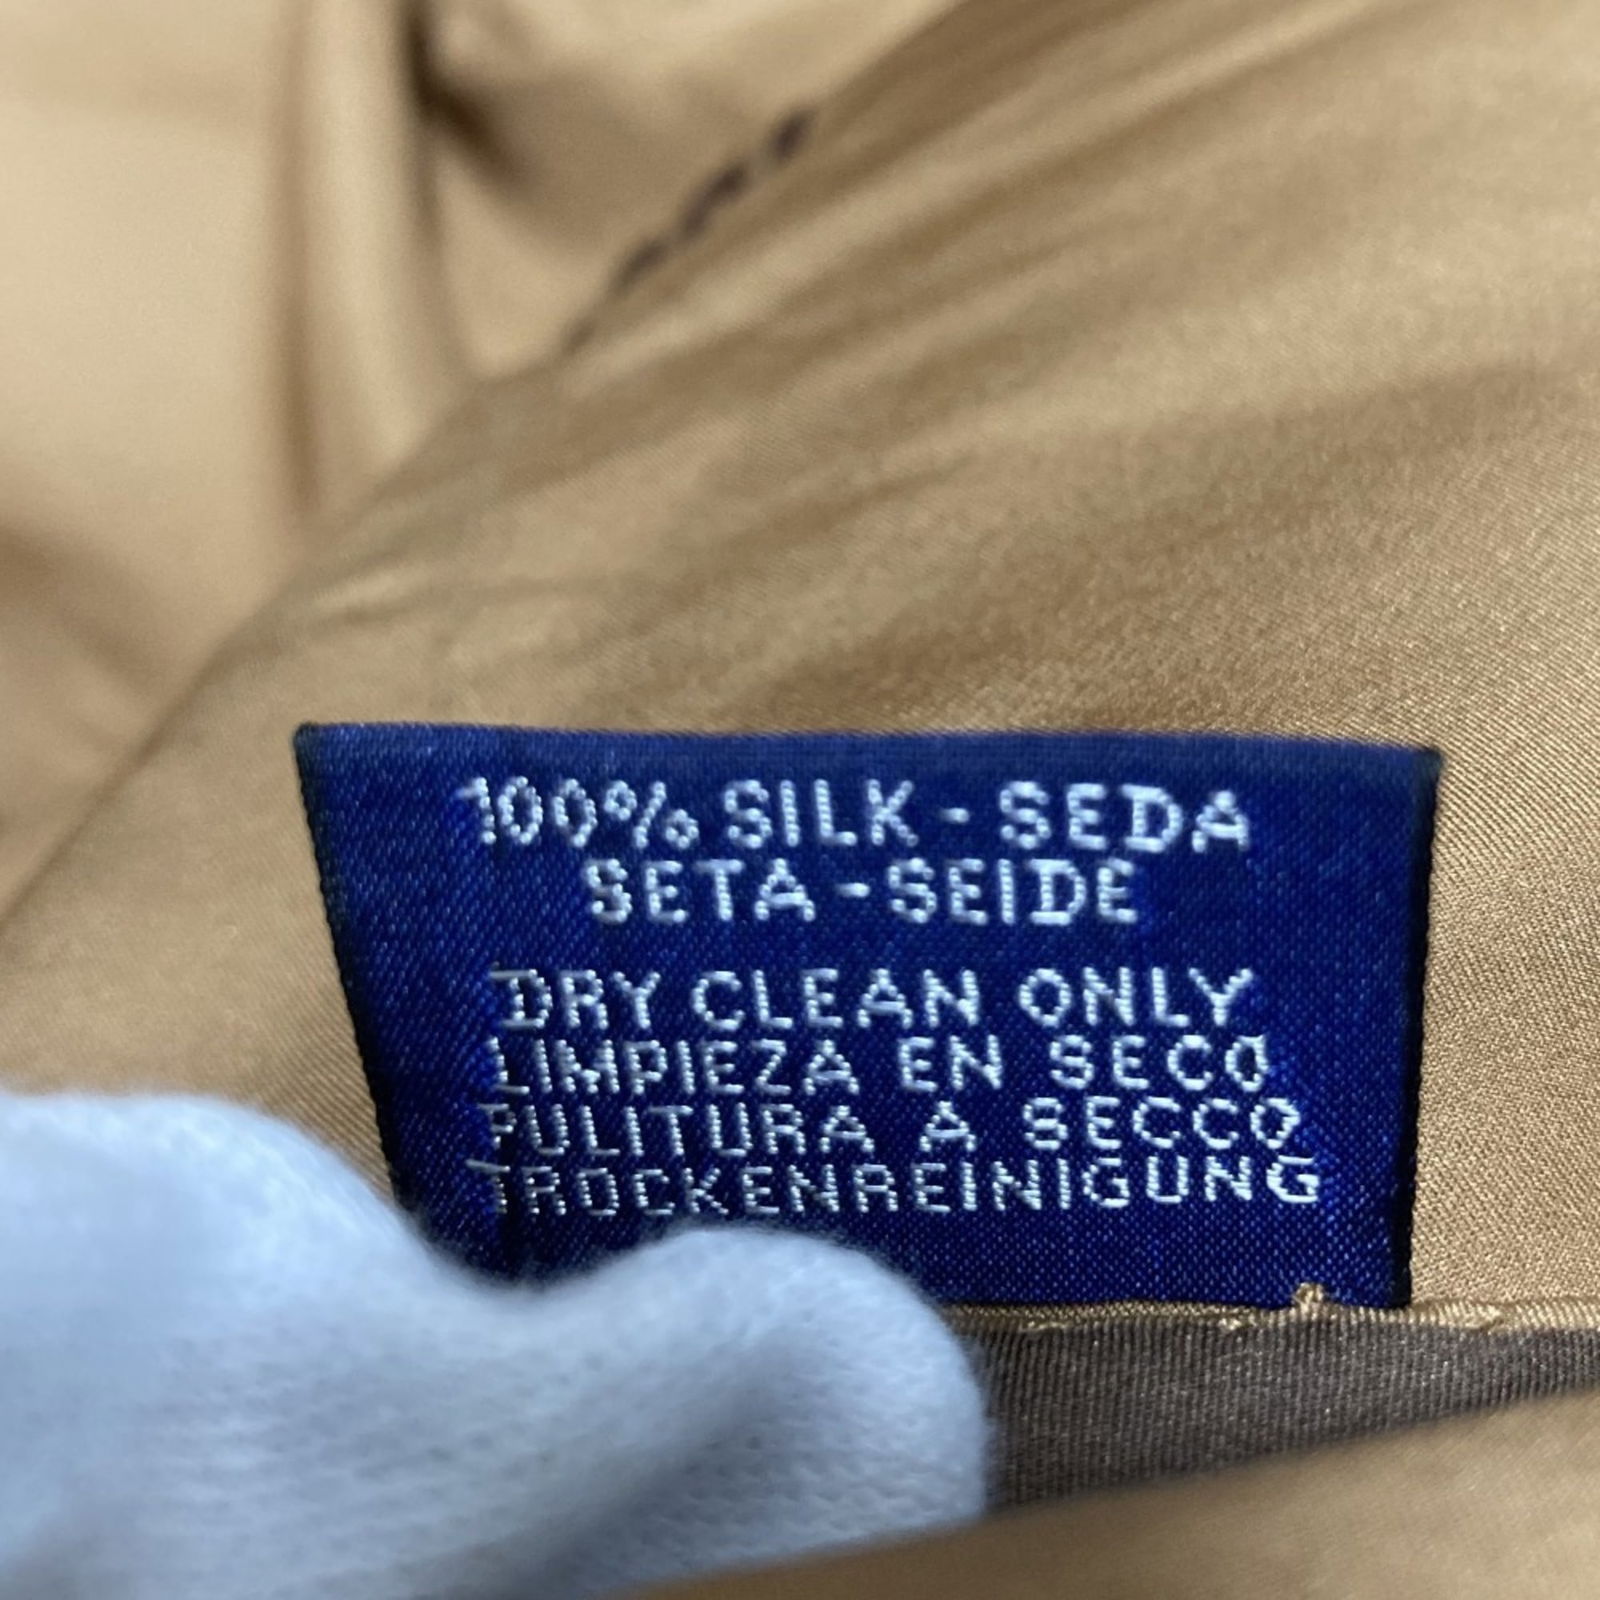 100% SILK - SEDA
SETA - SEIDE
DRY CLEAN ONLY
LIMPIEZA EN SECO
PULITURA A SECCO
TROCKENREINIGUNG